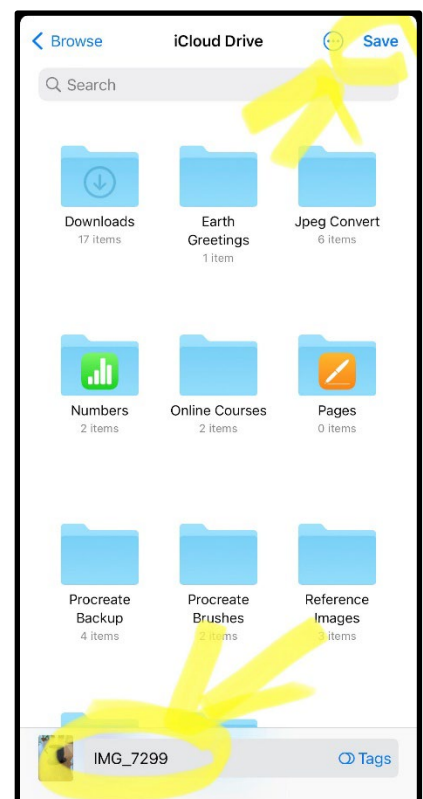 Browse iCloud Drive Save
Search
Downloads Earth Jpeg Convert
17 items Greetings 6 items
1 item
Numbers Online Courses Pages
2 items 2 items 0 items
Procreate Procreate Reference
Backup Brushes Images
4 items 2 items 3 items
IMG_7299 Tags